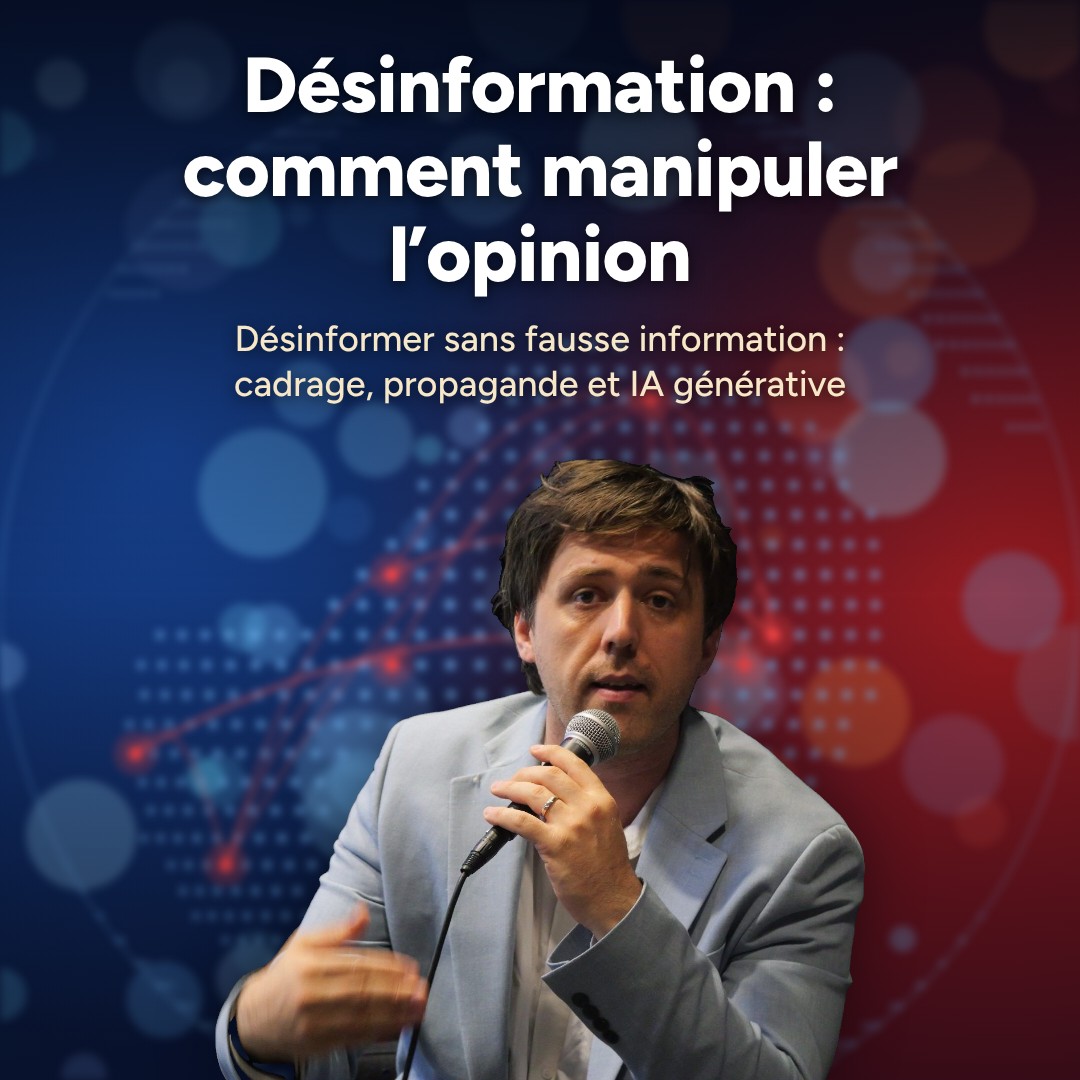 Désinformation :
comment manipuler
l’opinion
Désinformer sans fausse information :
cadrage, propagande et IA générative